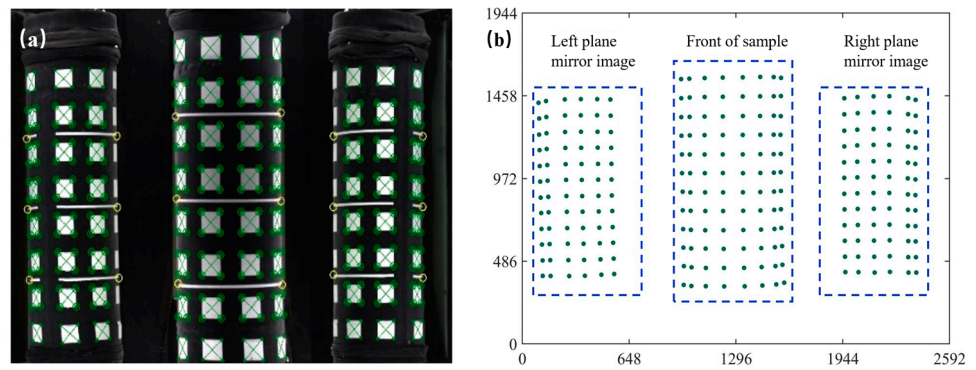 (a)
(b)
1944
1458
972
486
0
Left plane
mirror image
Front of sample
Right plane
mirror image
0
648
1296
1944
2592